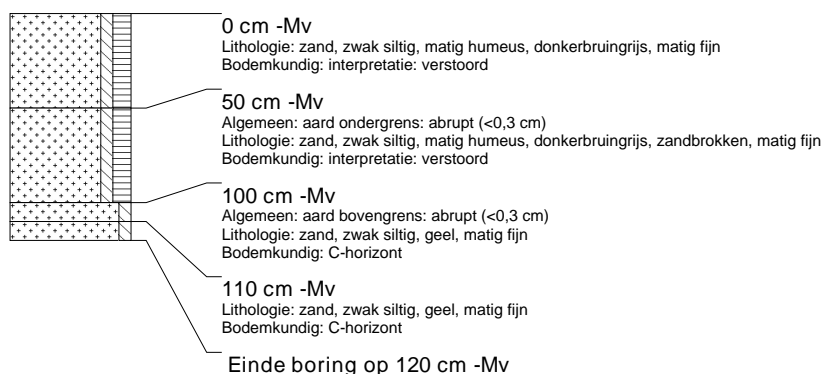 0 cm -Mv
Lithologie: zand, zwak siltig, matig humeus, donkerbruingrijs, matig fijn
Bodemkundig: interpretatie: verstoord
50 cm -Mv
Algemeen: aard ondergrens: abrupt (<0,3 cm)
Lithologie: zand, zwak siltig, matig humeus, donkerbruingrijs, zandbrokken, matig fijn
Bodemkundig: interpretatie: verstoord
100 cm -Mv
Algemeen: aard bovengrens: abrupt (<0,3 cm)
Lithologie: zand, zwak siltig, geel, matig fijn
Bodemkundig: C-horizont
110 cm -Mv
Lithologie: zand, zwak siltig, geel, matig fijn
Bodemkundig: C-horizont
Einde boring op 120 cm -Mv